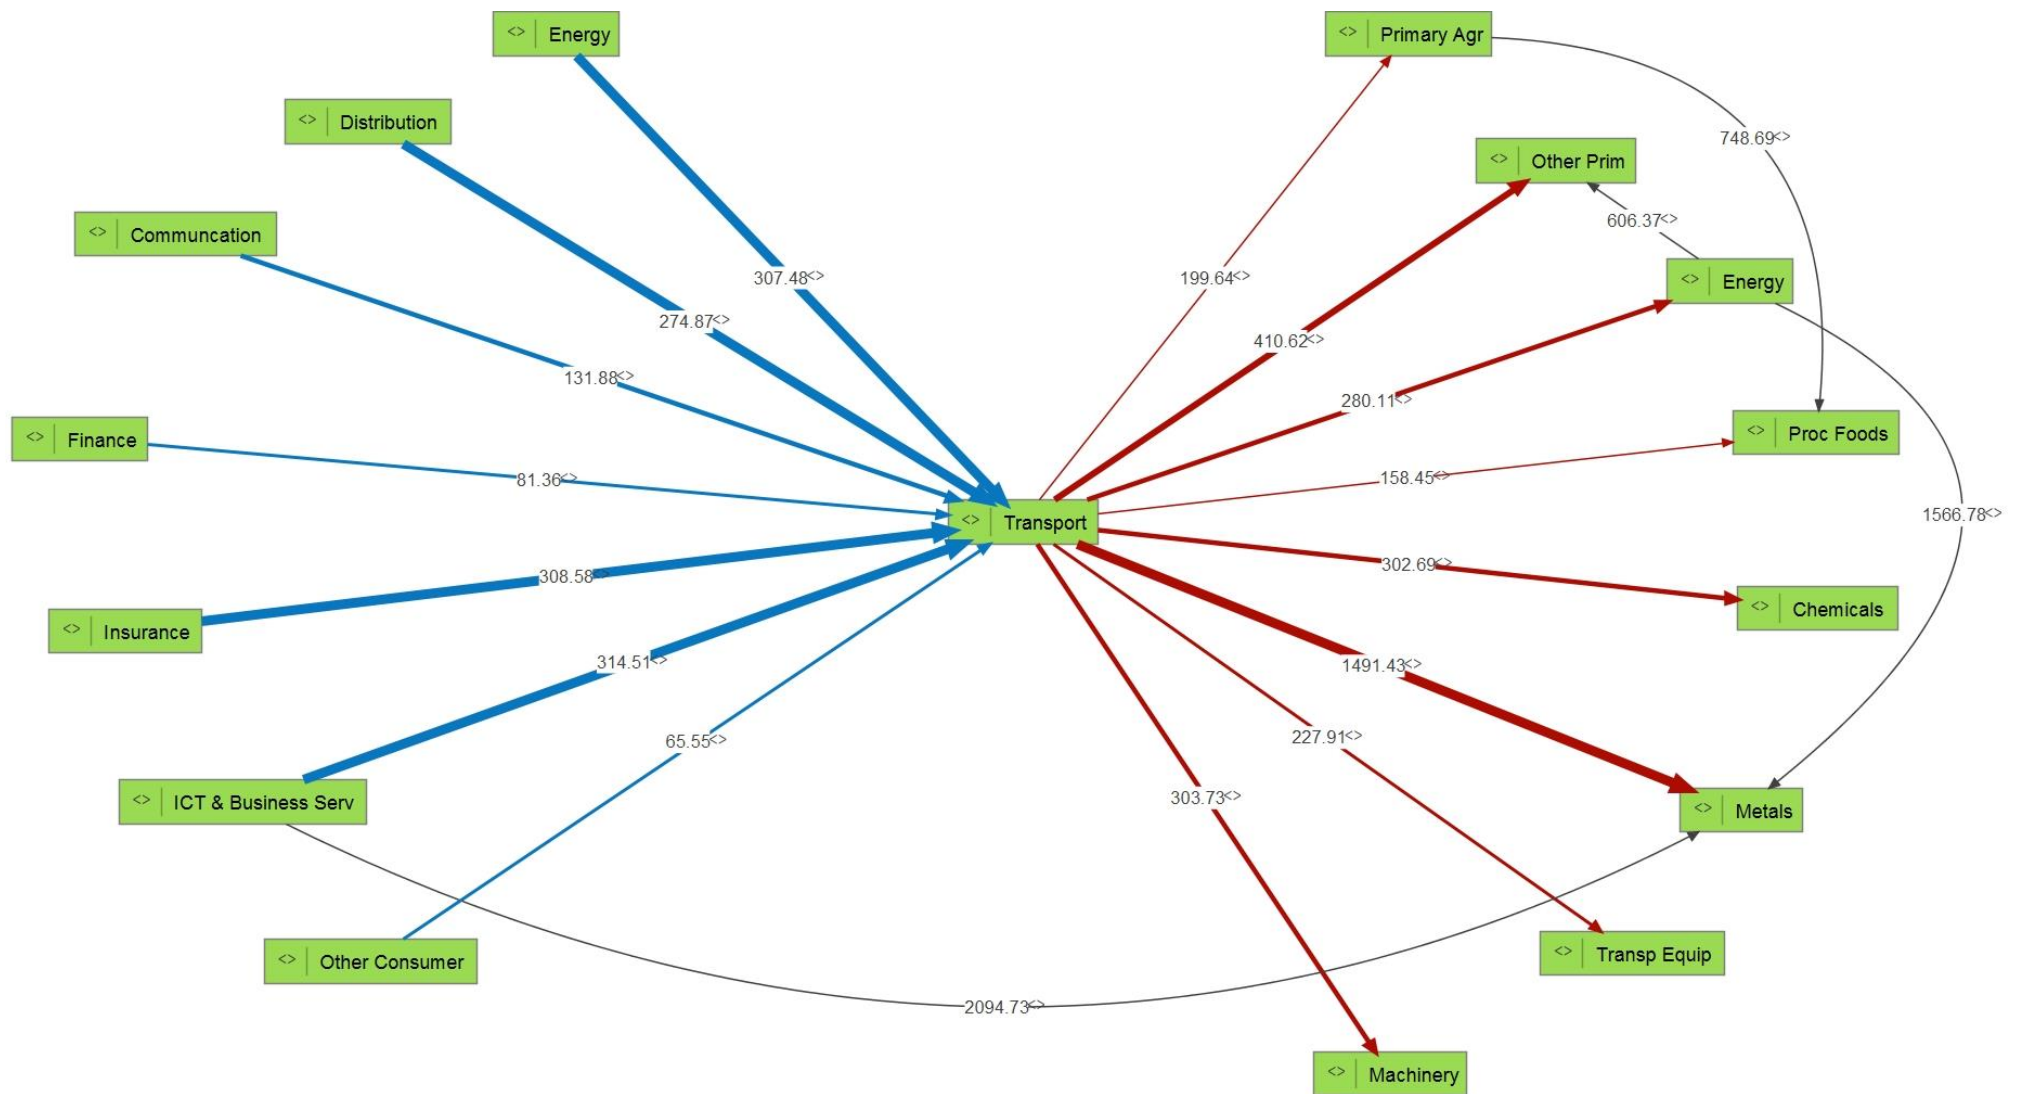 <> Energy
<> Primary Agr
<> Distribution
748.69<>
<> Other Prim
606.37<>
<> Communcation
307.48<>
199.64<>
<> Energy
274.87<>
410.62<>
131.88<>
280.11<>
<> Finance
<> Proc Foods
81.36<>
158.45<>
<> Transport
1566.78<>
308.58<>
302.69<>
<> Chemicals
<> Insurance
314.51<>
1491.43<>
65.55<>
227.91<>
<> ICT & Business Serv
303.73<>
<> Metals
<> Other Consumer
<> Transp Equip
2094.73<>
<> Machinery